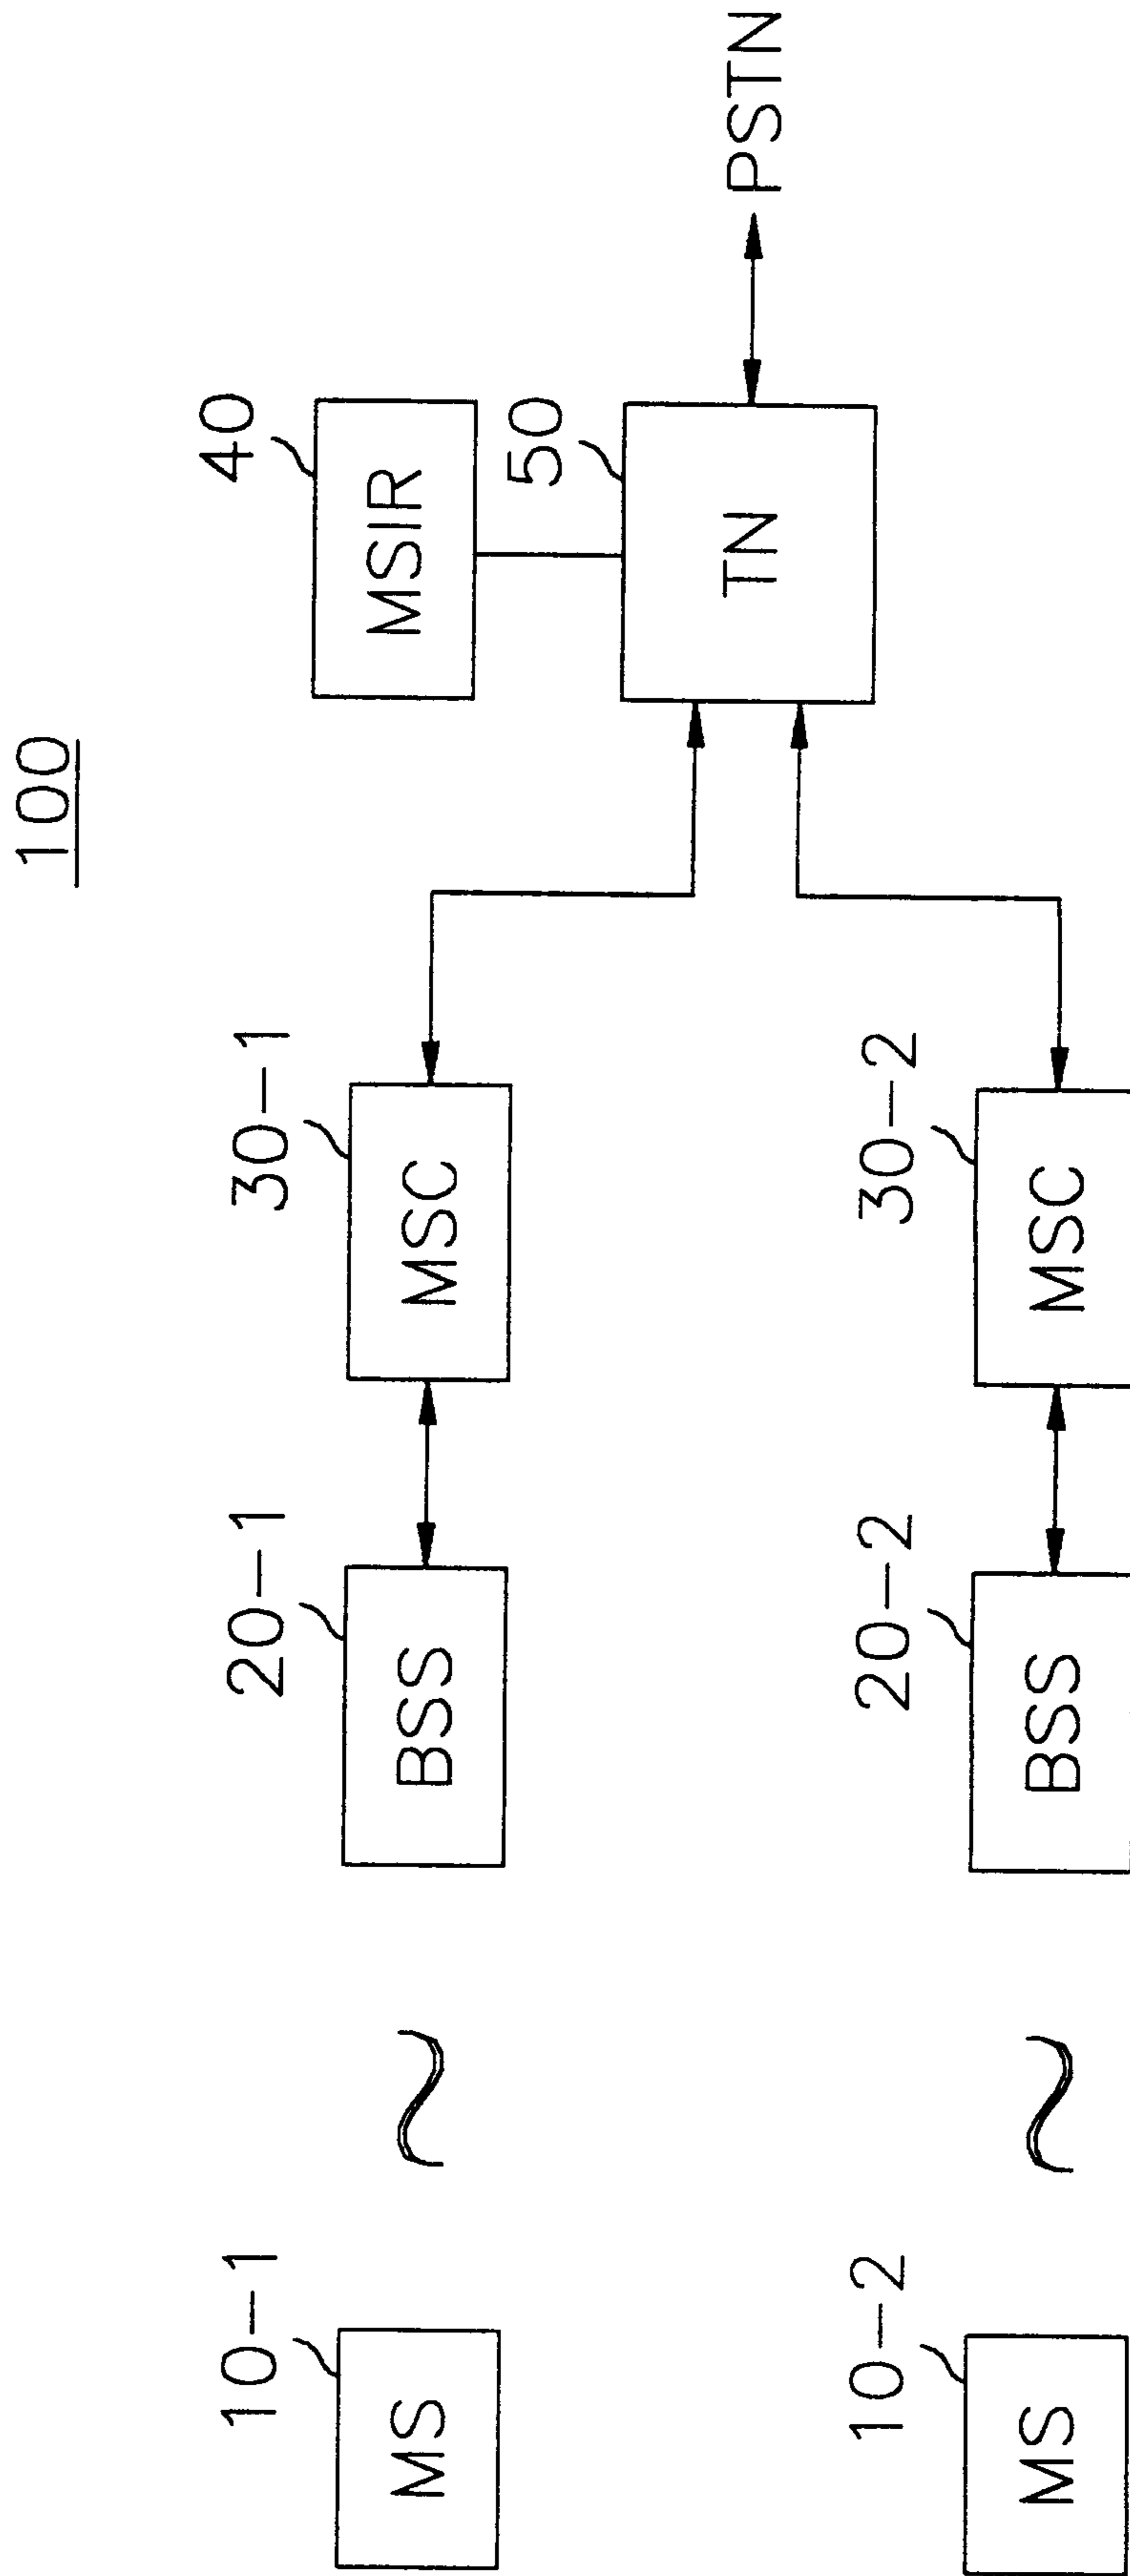 100
10-1
MS
20-1
BSS
30-1
MSC
40
MSIR
50
TN
PSTN
10-2
MS
20-2
BSS
30-2
MSC